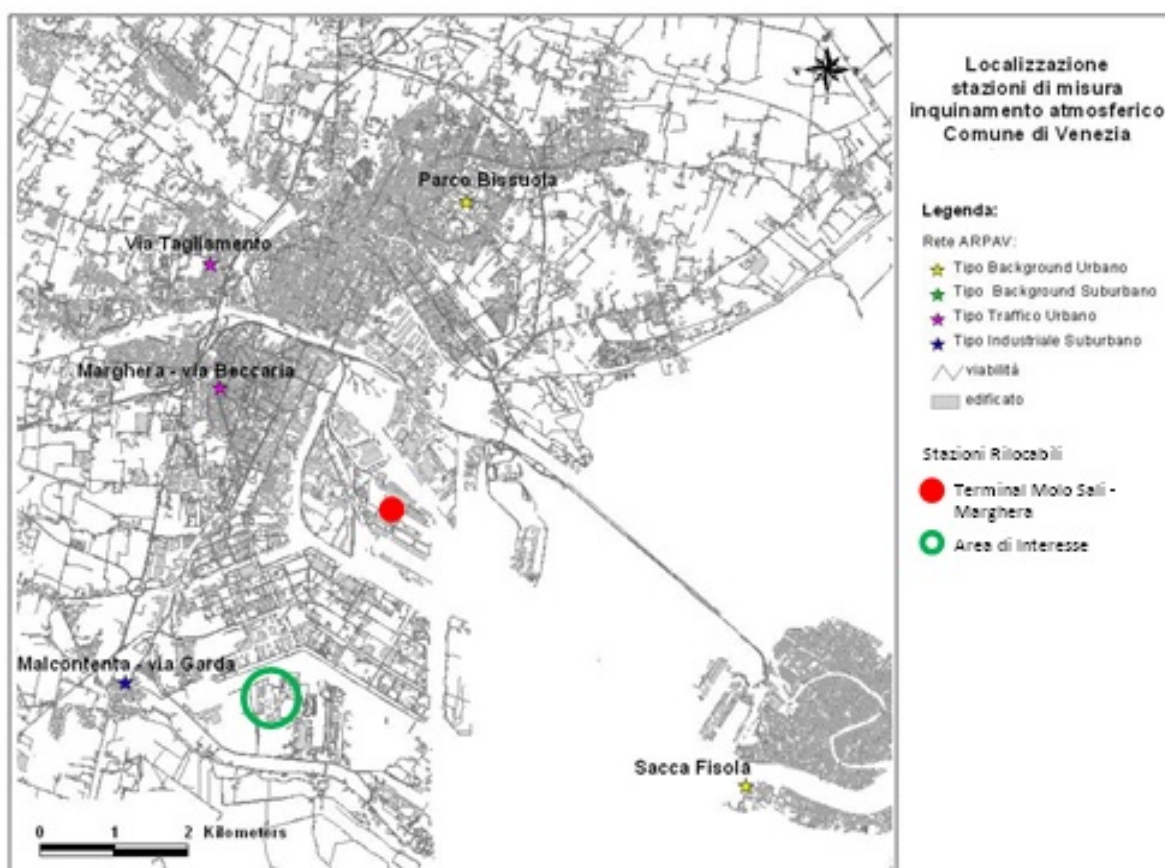 Localizzazione
stazioni di misura
inquinamento atmosferico
Comune di Venezia
Legenda:
Rete ARPAV:
Tipo Background Urbano
Tipo Background Suburbano
Tipo Traffico Urbano
Tipo Industriale Suburbano
viabilità
edificato
Stazioni Rilocabili
Terminal Molo Sali -
Marghera
Area di Interesse
Parco Bissuola
Via Tagliamento
Marghera - via Beccaria
Malcontenta - via Garda
Sacca Fisola
0 1 2 Kilometers